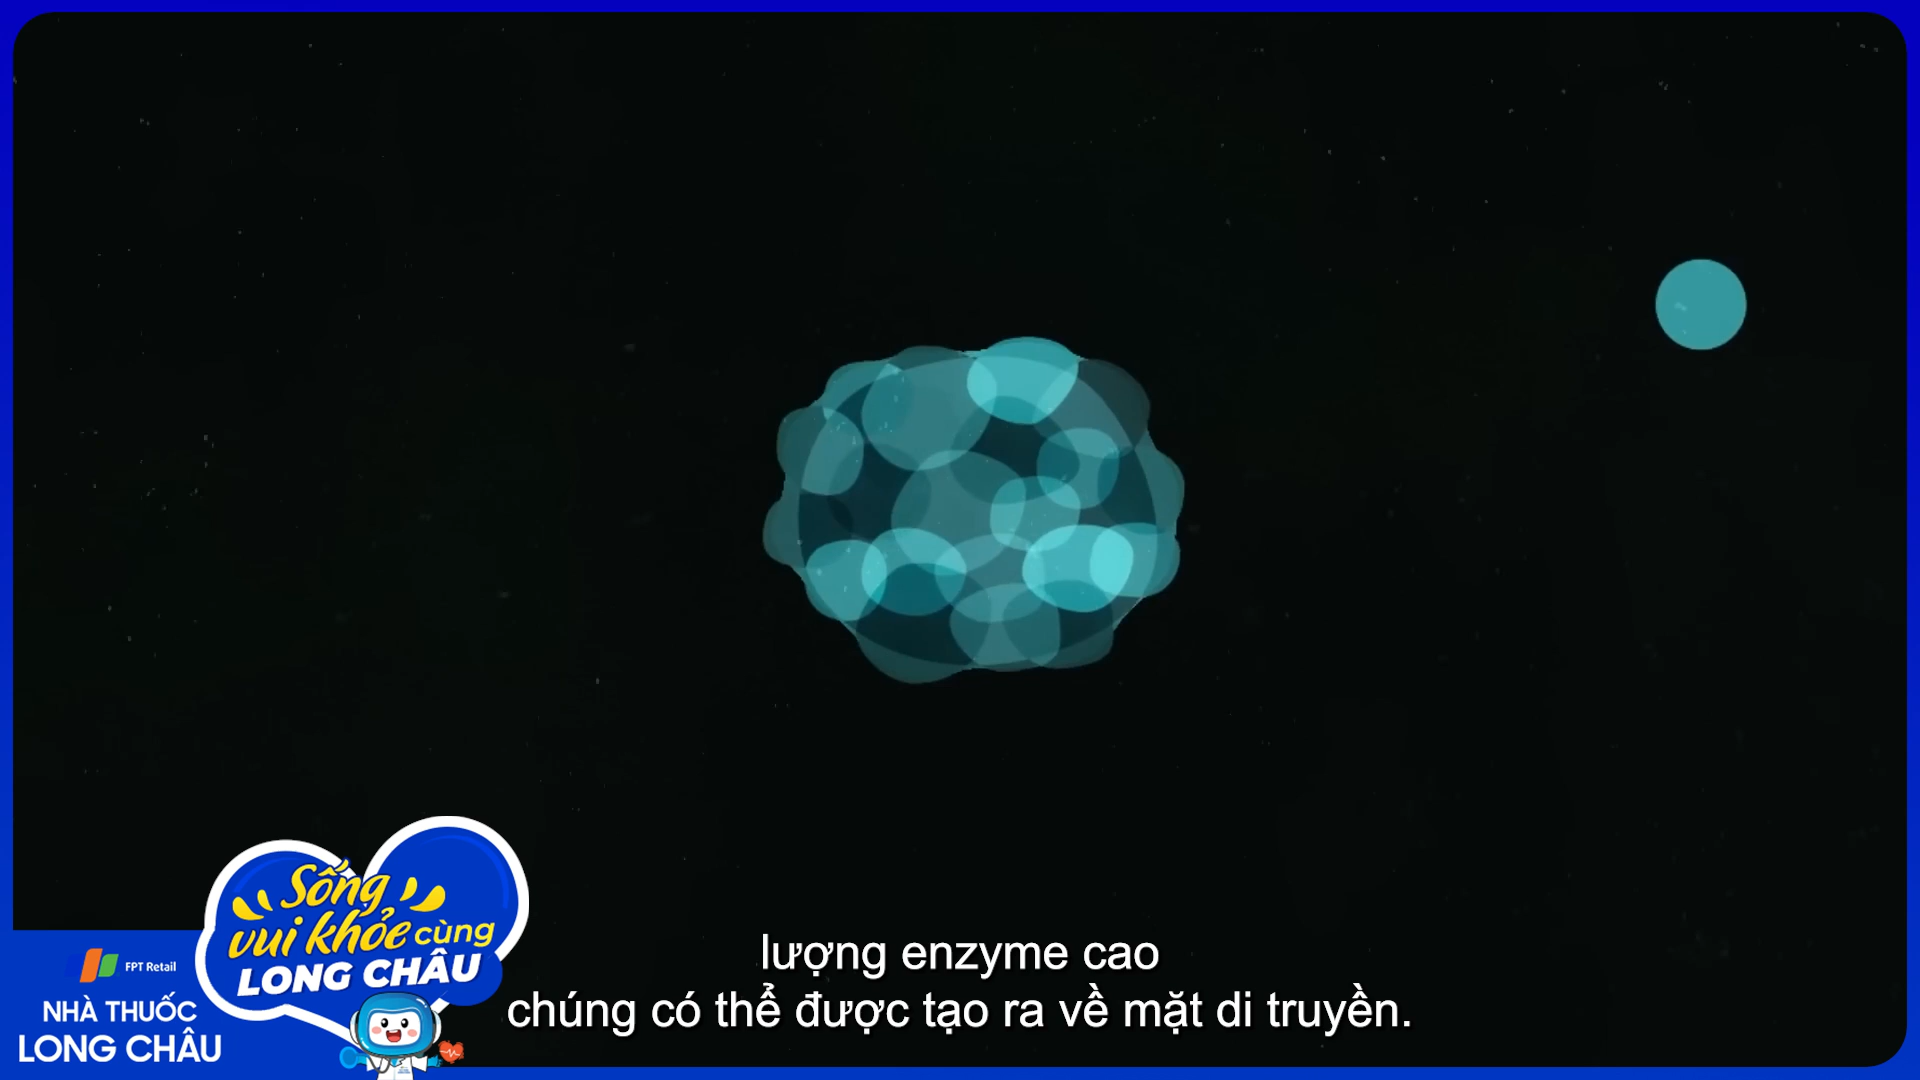 Sống
vui khỏe cùng
LONG CHÂU
FPT Retail
NHÀ THUỐC
LONG CHÂU
lượng enzyme cao
chúng có thể được tạo ra về mặt di truyền.